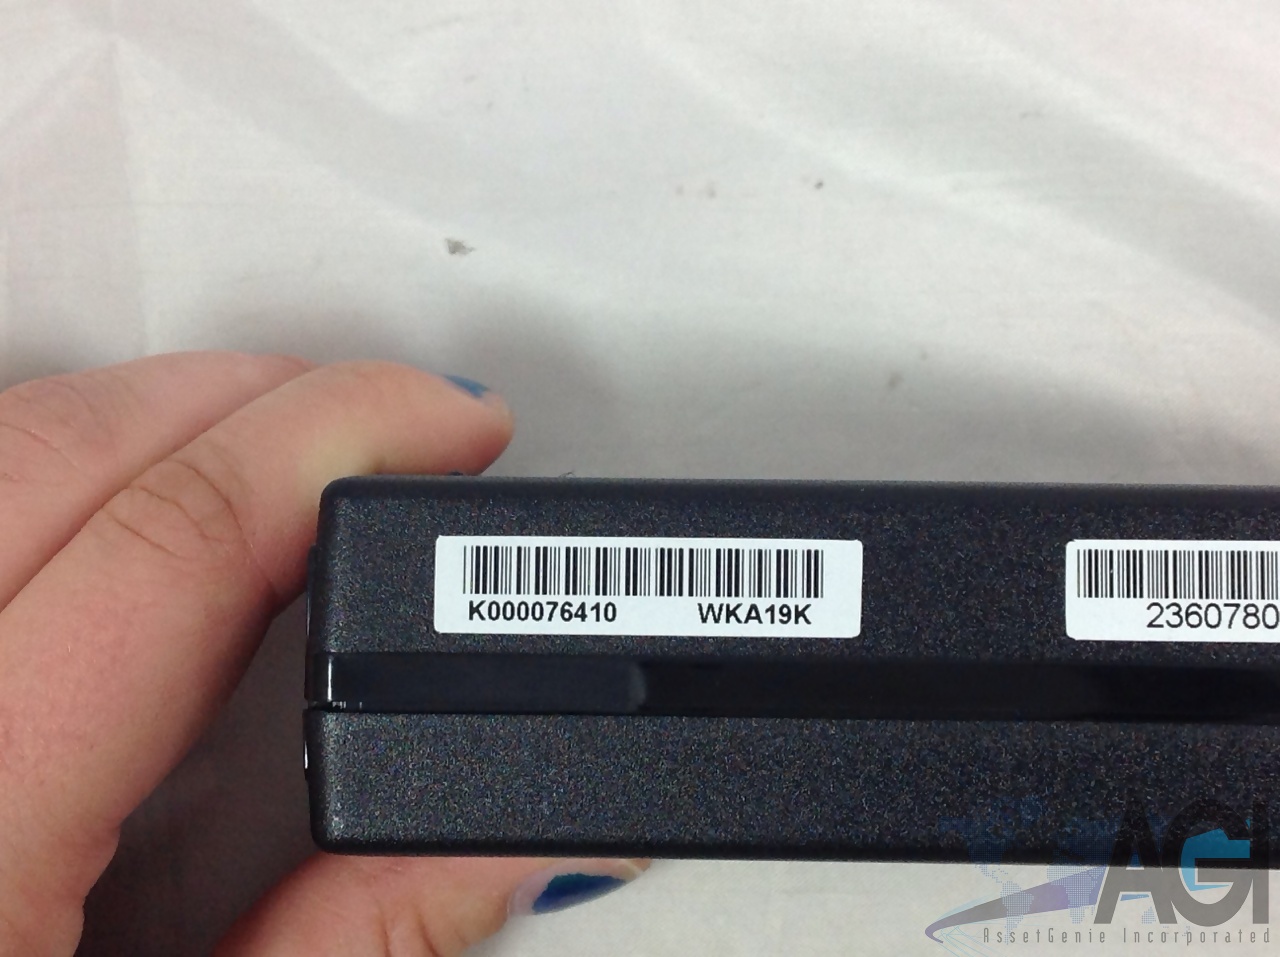 K000076410 WKA19K
2360780
AGI
AssetGenie Incorporated